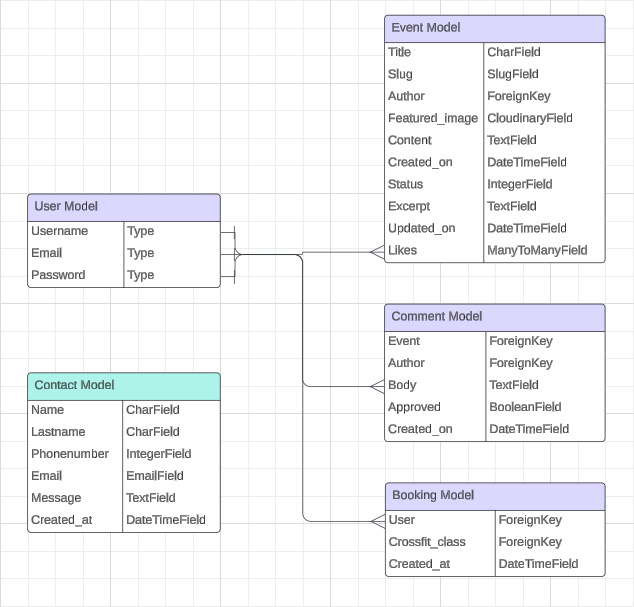 Event Model
Title CharField
Slug SlugField
Author ForeignKey
Featured_image CloudinaryField
Content TextField
Created_on DateTimeField
Status IntegerField
Excerpt TextField
Updated_on DateTimeField
Likes ManyToManyField
User Model
Username Type
Email Type
Password Type
Comment Model
Event ForeignKey
Author ForeignKey
Body TextField
Approved BooleanField
Created_on DateTimeField
Contact Model
Name CharField
Lastname CharField
Phonenumber IntegerField
Email EmailField
Message TextField
Created_at DateTimeField
Booking Model
User ForeignKey
Crossfit_class ForeignKey
Created_at DateTimeField